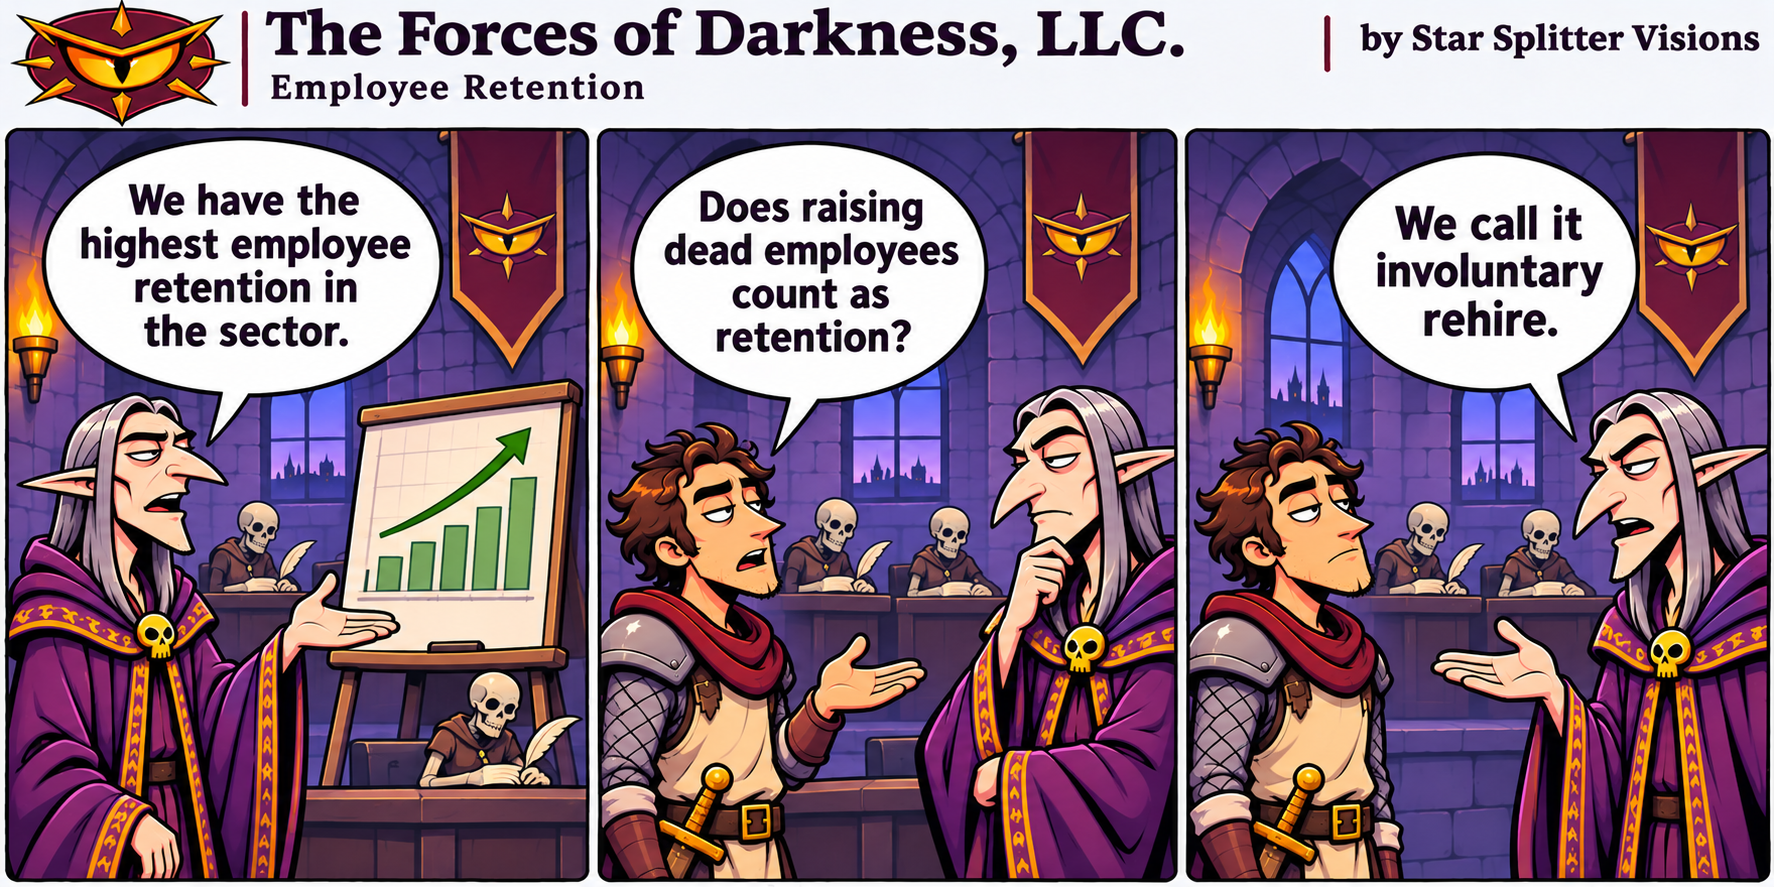 The Forces of Darkness, LLC.
Employee Retention
by Star Splitter Visions
We have the
highest employee
retention in
the sector.
Does raising
dead employees
count as
retention?
We call it
involuntary
rehire.